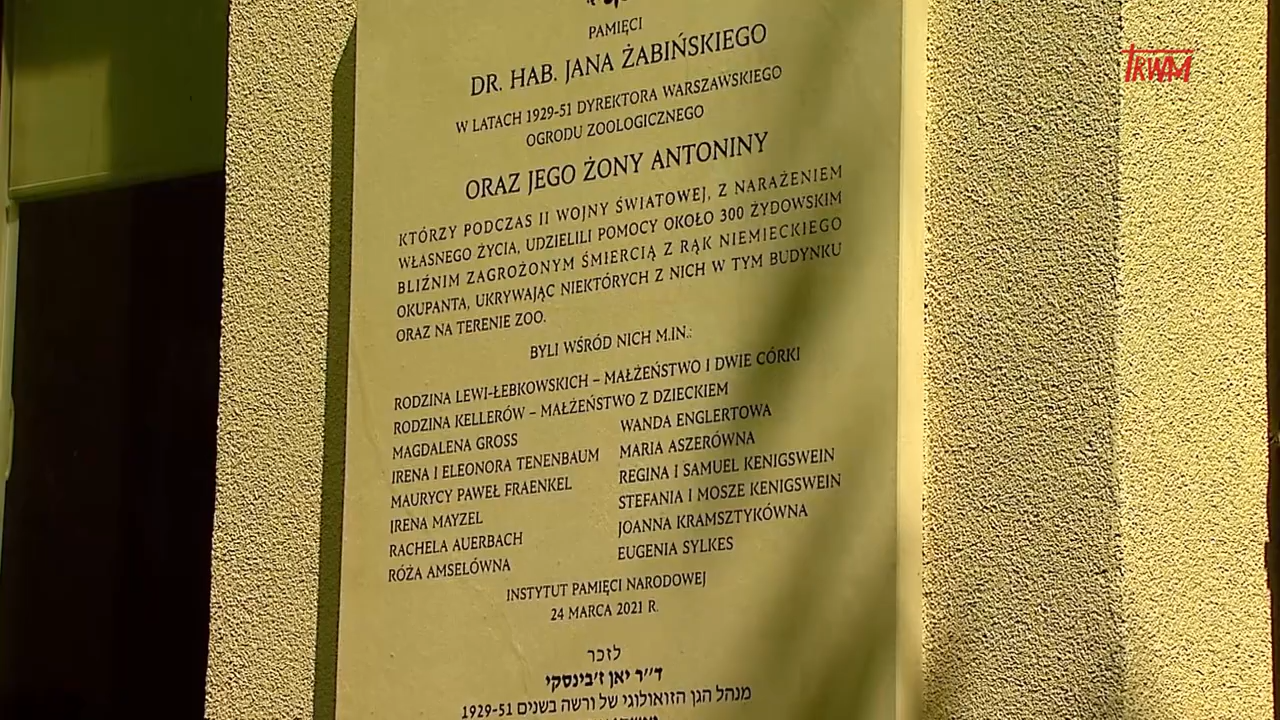 PAMIĘCI
DR. HAB. JANA ŻABIŃSKIEGO
W LATACH 1929-51 DYREKTORA WARSZAWSKIEGO
OGRODU ZOOLOGICZNEGO
ORAZ JEGO ŻONY ANTONINY
KTÓRZY PODCZAS II WOJNY ŚWIATOWEJ, Z NARAŻENIEM
WŁASNEGO ŻYCIA, UDZIELILI POMOCY OKOŁO 300 ŻYDOWSKIM
BLIŹNIM ZAGROŻONYM ŚMIERCIĄ Z RĄK NIEMIECKIEGO
OKUPANTA, UKRYWAJĄC NIEKTÓRYCH Z NICH W TYM BUDYNKU
ORAZ NA TERENIE ZOO.
BYLI WŚRÓD NICH M.IN.:
RODZINA LEWI-ŁEBKOWSKICH – MAŁŻEŃSTWO I DWIE CÓRKI
RODZINA KELLERÓW – MAŁŻEŃSTWO Z DZIECKIEM
MAGDALENA GROSS
IRENA I ELEONORA TENENBAUM
MAURYCY PAWEŁ FRAENKEL
IRENA MAYZEL
RACHELA AUERBACH
RÓŻA AMSELÓWNA
WANDA ENGLERTOWA
MARIA ASZERÓWNA
REGINA I SAMUEL KENIGSWEIN
STEFANIA I MOSZE KENIGSWEIN
JOANNA KRAMSZTYKÓWNA
EUGENIA SYLKES
INSTYTUT PAMIĘCI NARODOWEJ
24 MARCA 2021 R.
לזכר
ד״ר יאן ז׳בינסקי
מנהל הגן הזואולוגי של ורשה בשנים 1929-51
TRWM